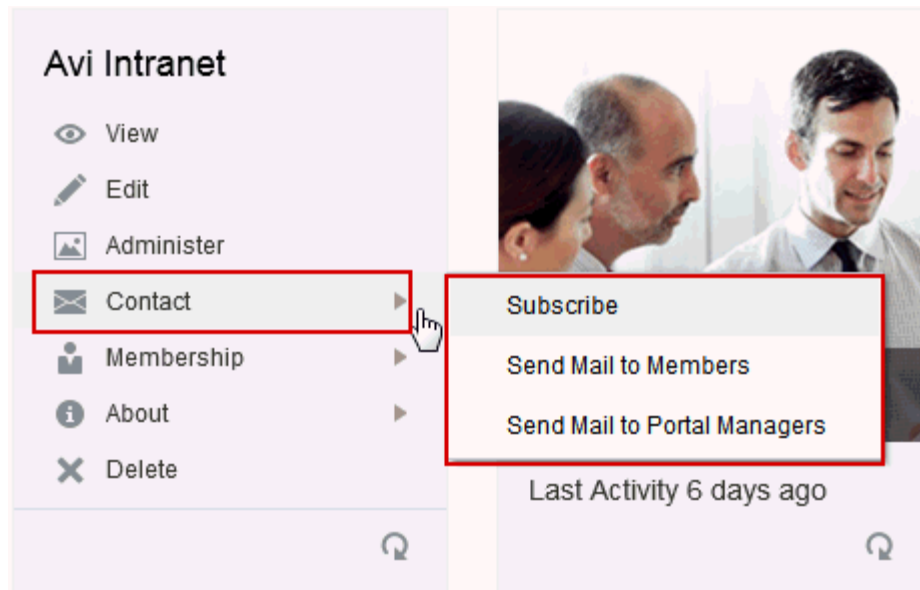 Avi Intranet
View
Edit
Administer
Contact
Membership
About
Delete
Subscribe
Send Mail to Members
Send Mail to Portal Managers
Last Activity 6 days ago